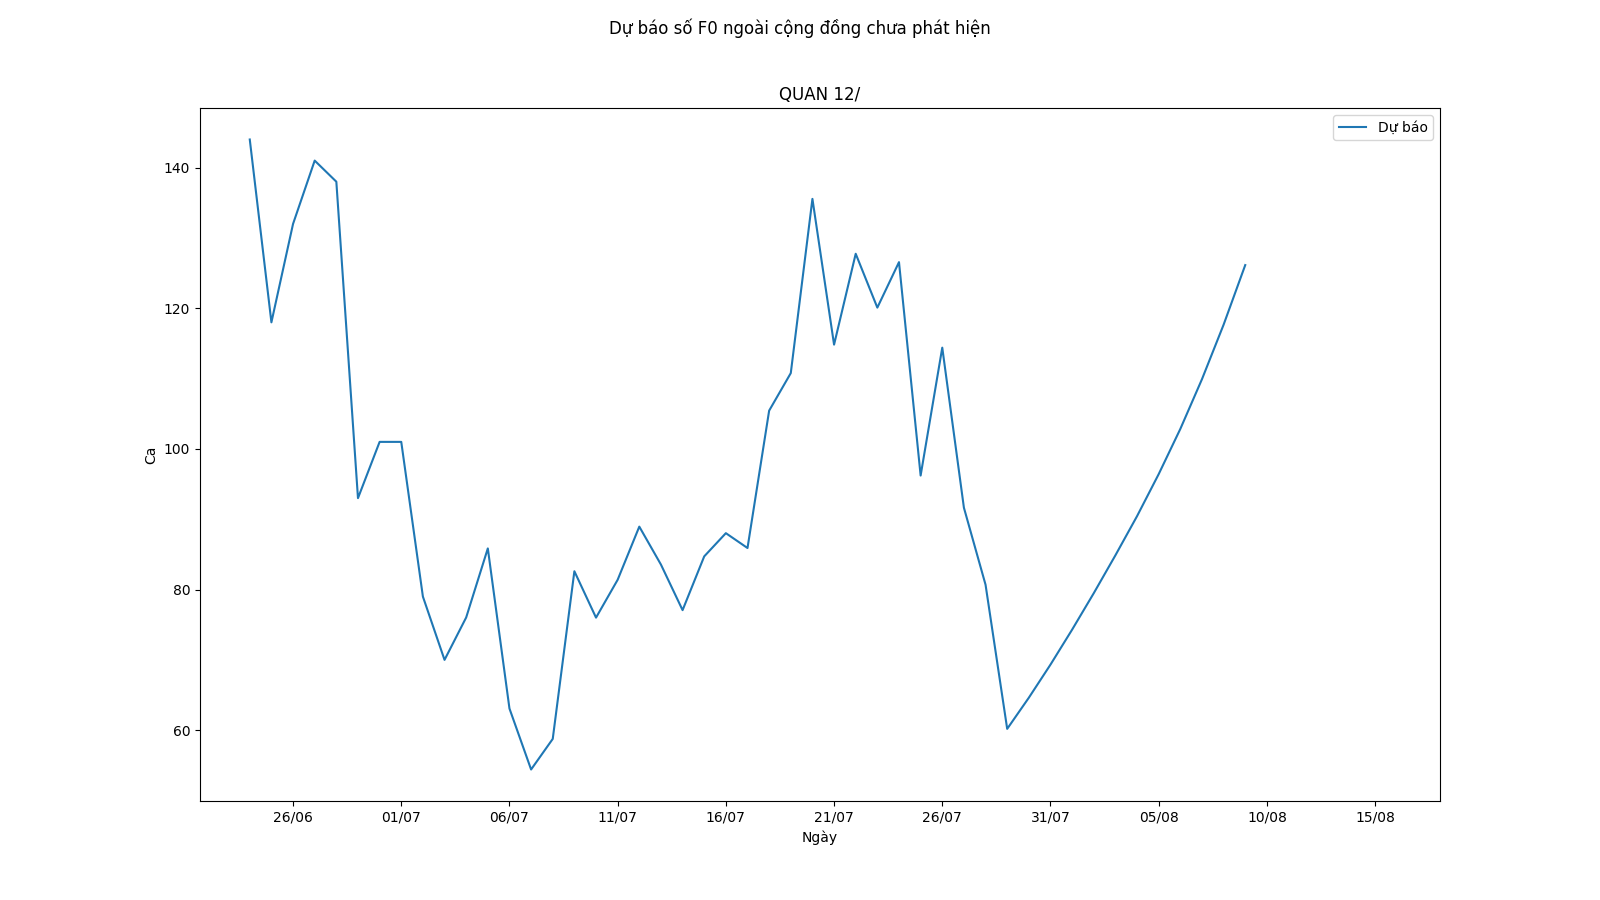 Dự báo số F0 ngoài cộng đồng chưa phát hiện
QUAN 12/
Dự báo
140
120
100
80
60
Ca
26/06 01/07 06/07 11/07 16/07 21/07 26/07 31/07 05/08 10/08 15/08
Ngày